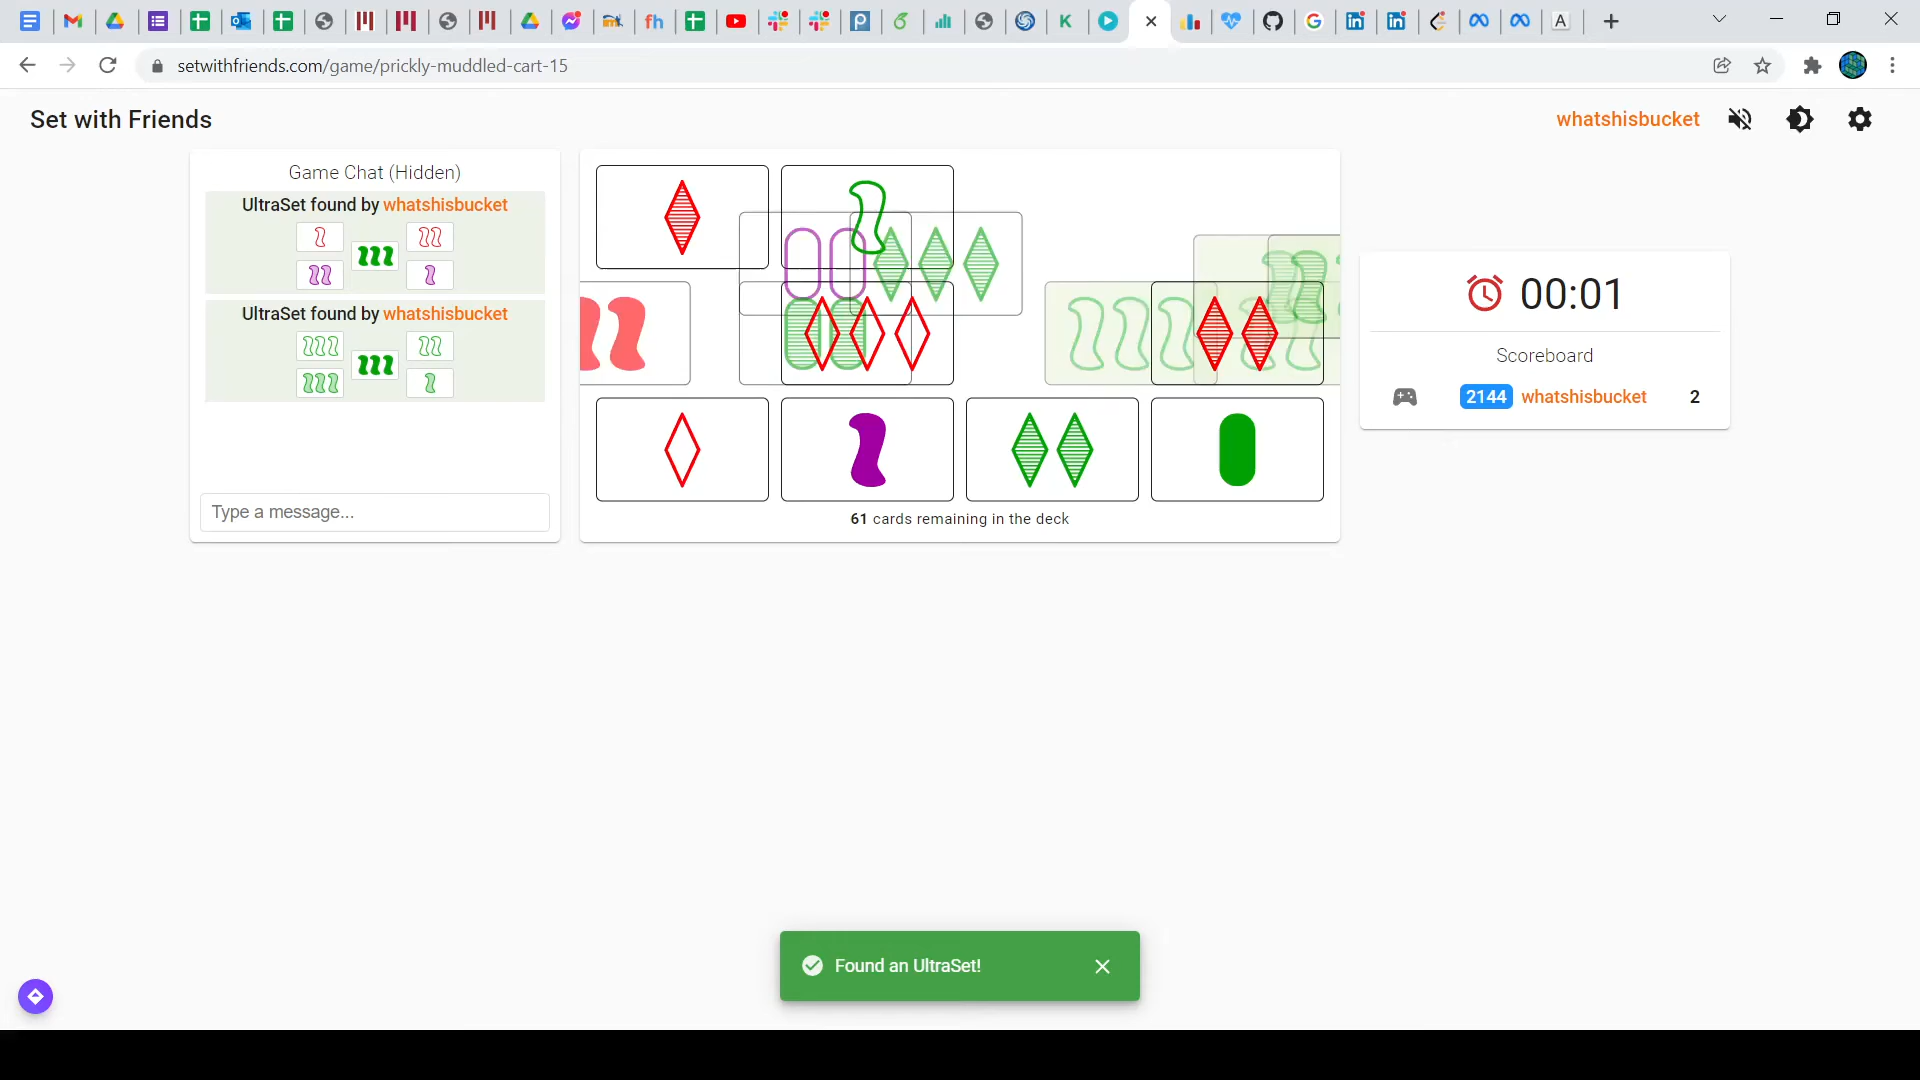 setwithfriends.com/game/prickly-muddled-cart-15
Set with Friends
whatshisbucket
Game Chat (Hidden)
UltraSet found by whatshisbucket
UltraSet found by whatshisbucket
Type a message...
61 cards remaining in the deck
00:01
Scoreboard
2144 whatshisbucket 2
Found an UltraSet!